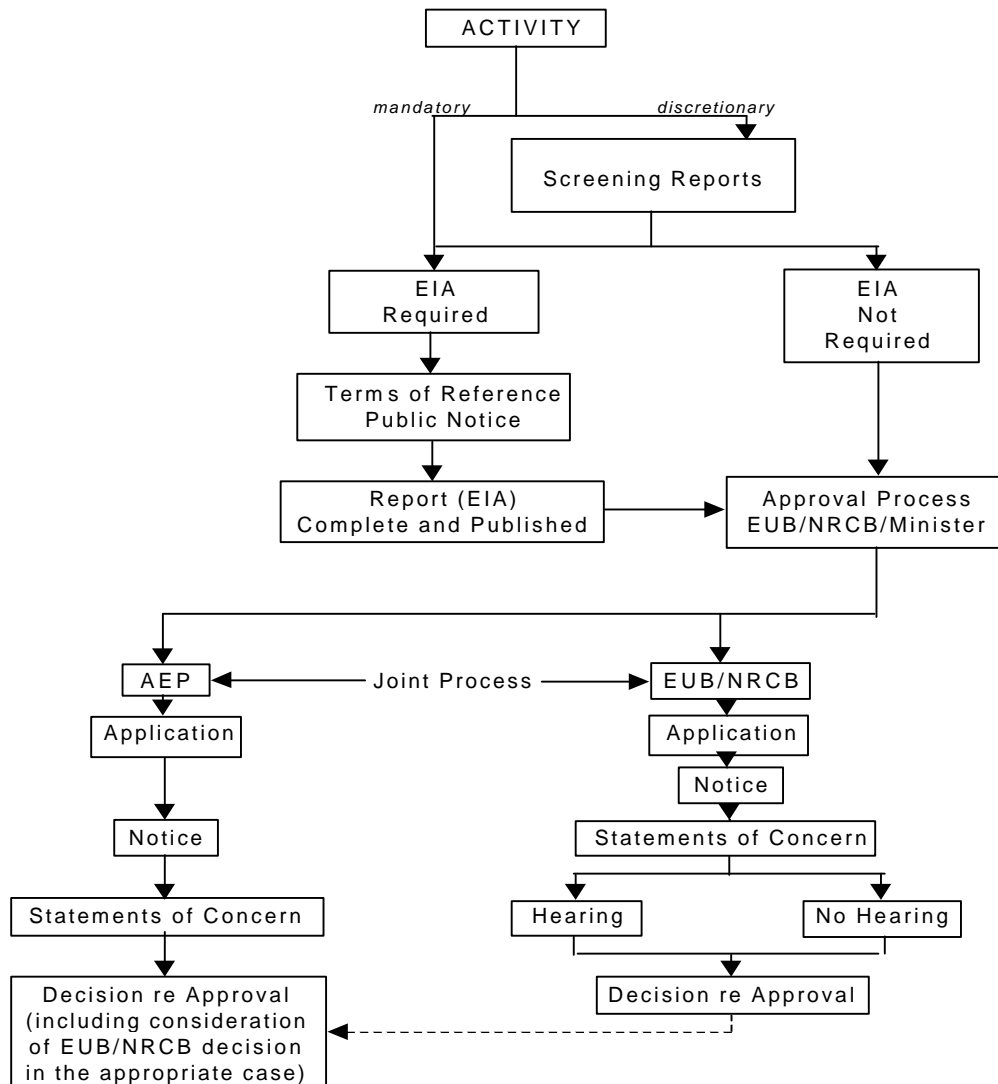 ACTIVITY
mandatory
discretionary
Screening Reports
EIA
Required
EIA
Not
Required
Terms of Reference
Public Notice
Report (EIA)
Complete and Published
Approval Process
EUB/NRCB/Minister
AEP
Joint Process
EUB/NRCB
Application
Application
Notice
Notice
Statements of Concern
Statements of Concern
Hearing
No Hearing
Decision re Approval
(including consideration
of EUB/NRCB decision
in the appropriate case)
Decision re Approval